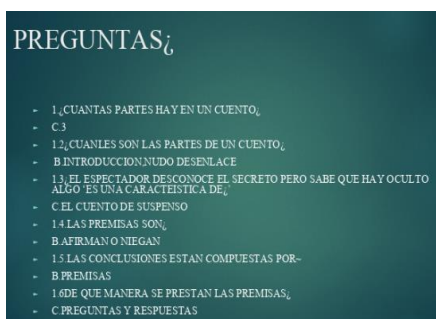 PREGUNTAS¿
1.¿CUANTAS PARTES HAY EN UN CUENTO¿
C.3
1.2¿CUANLES SON LAS PARTES DE UN CUENTO¿
B.INTRODUCCION,NUDO DESENLACE
1.3¿EL ESPECTADOR DESCONOCE EL SECRETO PERO SABE QUE HAY OCULTO
ALGO 'ES UNA CARACTEISTICA DE¿'
C.EL CUENTO DE SUSPENSO
1.4.LAS PREMISAS SON¿
B.AFIRMAN O NIEGAN
1.5.LAS CONCLUSIONES ESTAN COMPUESTAS POR~
B.PREMISAS
1.6DE QUE MANERA SE PRESTAN LAS PREMISAS¿
C.PREGUNTAS Y RESPUESTAS